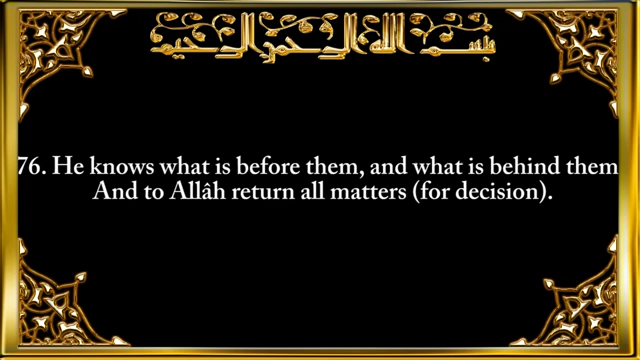 بسم الله الرحمن الرحيم
76. He knows what is before them, and what is behind them
And to Allâh return all matters (for decision).